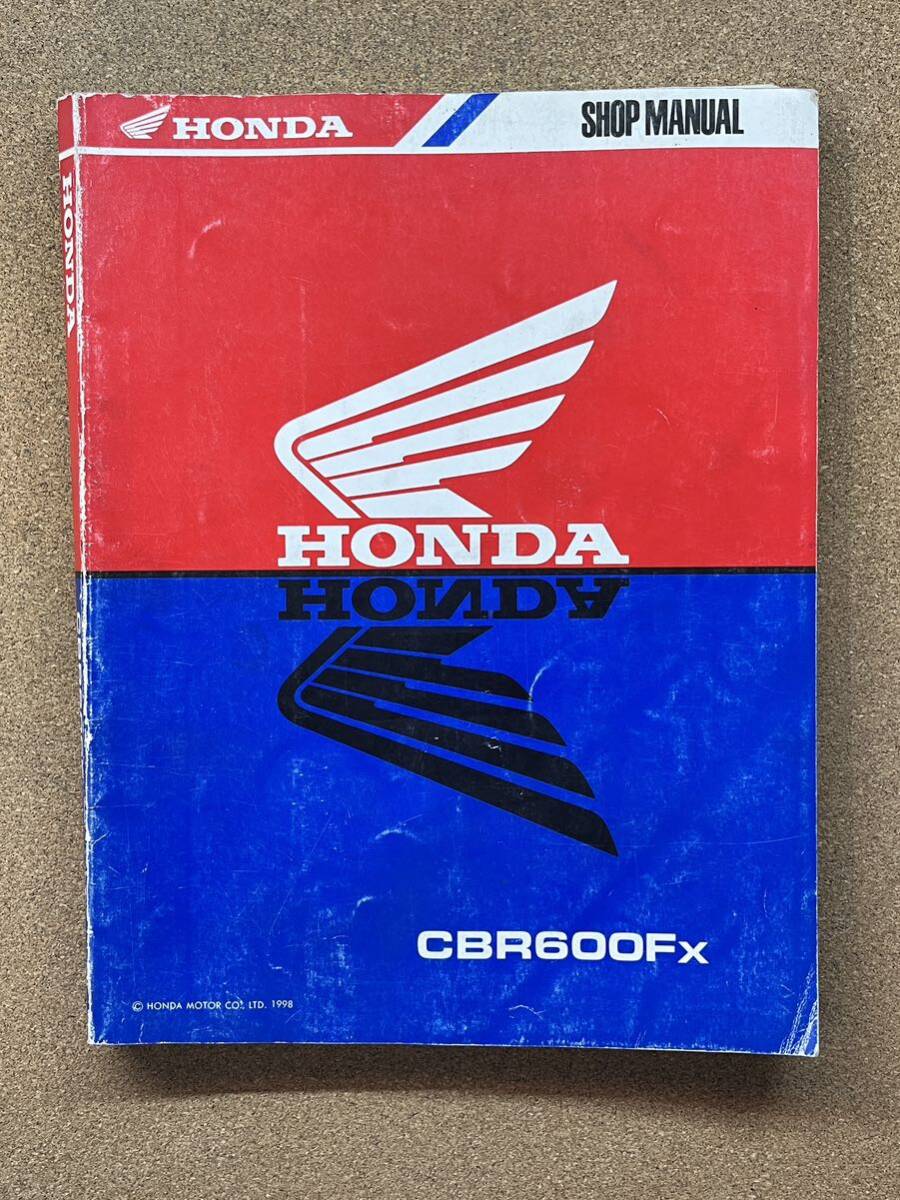 HONDA
SHOP MANUAL
HONDA
HONDA
HONDA
CBR600Fx
© HONDA MOTOR CO., LTD. 1998